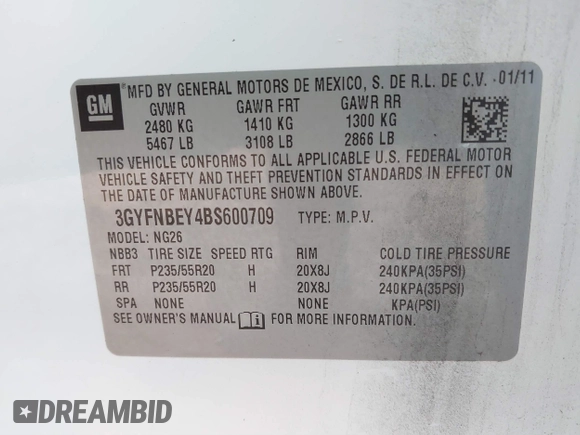 GM
MFD BY GENERAL MOTORS DE MEXICO, S. DE R.L. DE C.V. 01/11
GVWR GAWR FRT GAWR RR
2480 KG 1410 KG 1300 KG
5467 LB 3108 LB 2866 LB
THIS VEHICLE CONFORMS TO ALL APPLICABLE U.S. FEDERAL MOTOR
VEHICLE SAFETY AND THEFT PREVENTION STANDARDS IN EFFECT ON
THE DATE OF MANUFACTURE SHOWN ABOVE.
3GYFNBEY4BS600709 TYPE: M.P.V.
MODEL: NG26
NBB3 TIRE SIZE SPEED RTG RIM COLD TIRE PRESSURE
FRT P235/55R20 H 20X8J 240KPA(35PSI)
RR P235/55R20 H 20X8J 240KPA(35PSI)
SPA NONE NONE KPA(PSI)
SEE OWNER'S MANUAL FOR MORE INFORMATION.
DREAMBID